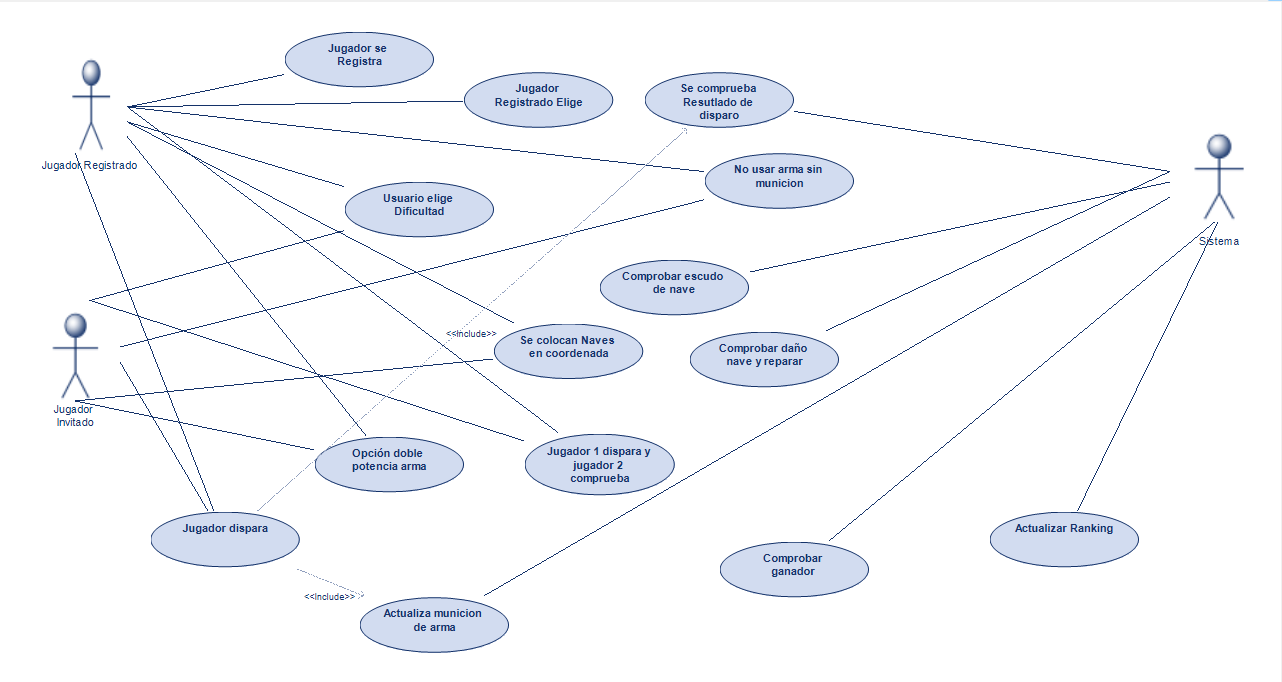 Jugador se
Registra
Jugador
Registrado Elige
Se comprueba
Resutlado de
disparo
Jugador Registrado
No usar arma sin
municion
Usuario elige
Dificultad
Sistema
Comprobar escudo
de nave
<<Include>>
Se colocan Naves
en coordenada
Comprobar daño
nave y reparar
Jugador
Invitado
Opción doble
potencia arma
Jugador 1 dispara y
jugador 2
comprueba
Jugador dispara
Actualizar Ranking
Comprobar
ganador
<<Include>>
Actualiza municion
de arma